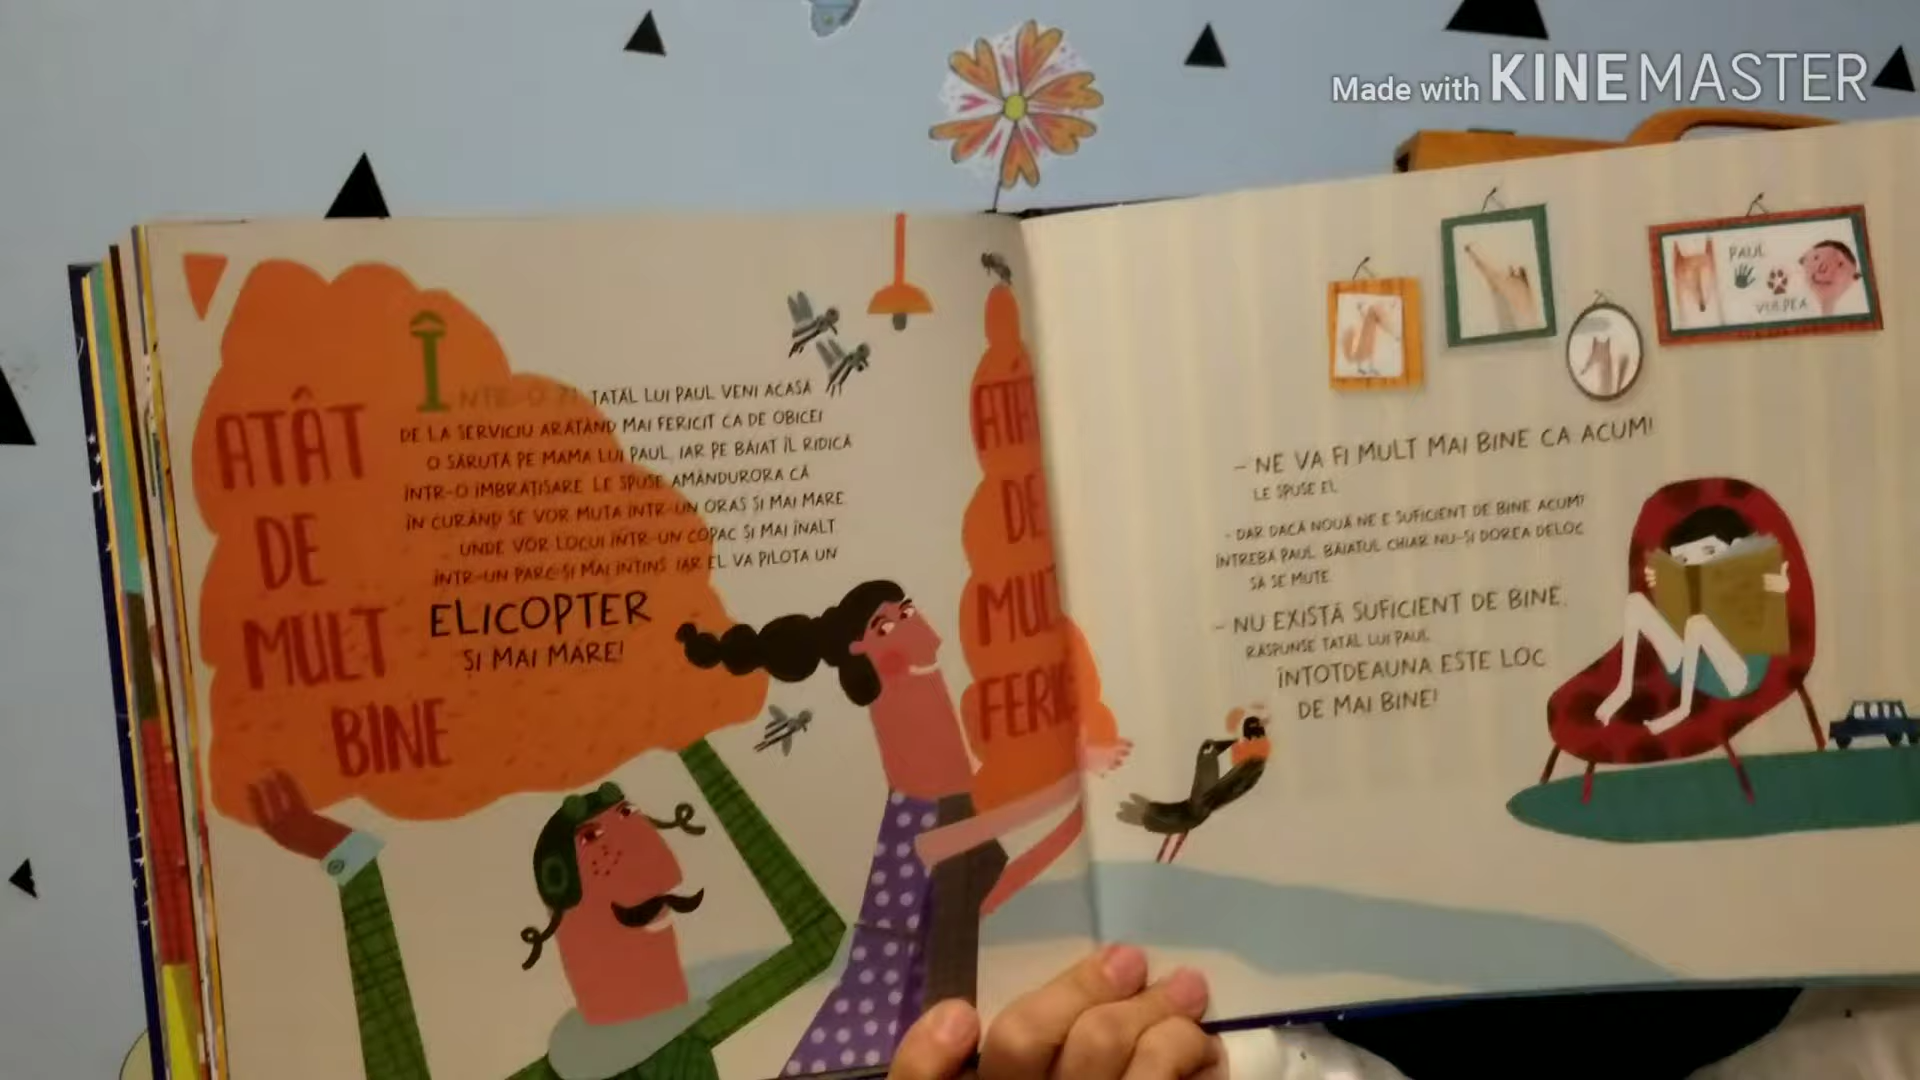 Made with KINEMASTER
ATÂT
DE
MULT
BINE
ÎNTR-O ZI TATĂL LUI PAUL VENI ACASĂ
DE LA SERVICIU ARĂTÂND MAI FERICIT CA DE OBICEI
O SĂRUTĂ PE MAMA LUI PAUL, IAR PE BĂIAT ÎL RIDICĂ
ÎNTR-O ÎMBRĂȚIȘARE. LE SPUSE AMÂNDURORA CĂ
ÎN CURÂND SE VOR MUTA ÎNTR-UN ORAȘ ȘI MAI MARE
UNDE VOR LOCUI ÎNTR-UN COPAC ȘI MAI ÎNALT
ÎNTR-UN PARC ȘI MAI ÎNTINS IAR EL VA PILOTA UN
ELICOPTER
ȘI MAI MARE!
ATÂ
DE
MUL
FERIC
PAUL
VULPEA
– NE VA FI MULT MAI BINE CA ACUM!
LE SPUSE EL
- DAR DACĂ NOUĂ NE E SUFICIENT DE BINE ACUM?
ÎNTREBĂ PAUL. BĂIATUL CHIAR NU-ȘI DOREA DELOC
SĂ SE MUTE.
– NU EXISTĂ SUFICIENT DE BINE,
RĂSPUNSE TATĂL LUI PAUL
ÎNTOTDEAUNA ESTE LOC
DE MAI BINE!